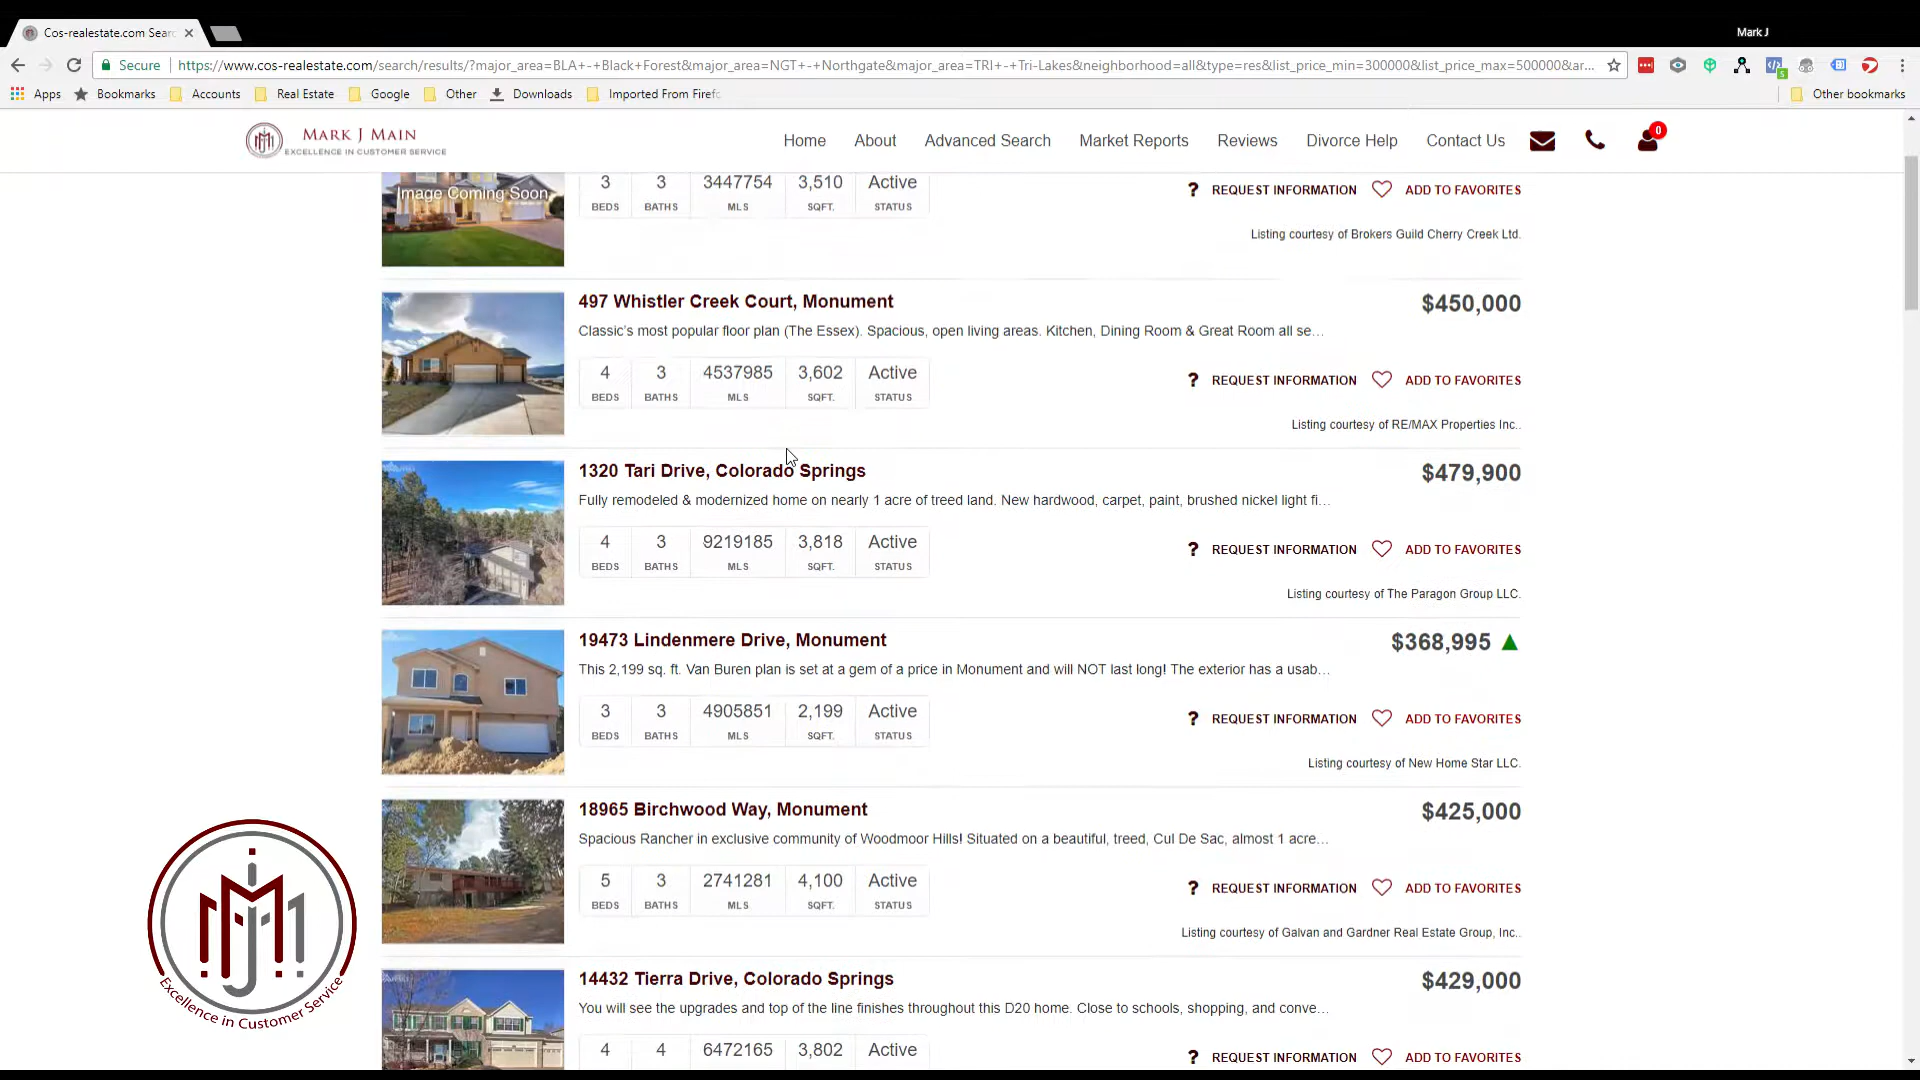 Mark J
Cos-realestate.com Sear
Secure https://www.cos-realestate.com/search/results/?major_area=BLA+-+Black+Forest&major_area=NGT+-+Northgate&major_area=TRI+-+Tri-Lakes&neighborhood=all&type=res&list_price_min=300000&list_price_max=500000&ar...
Apps Bookmarks Accounts Real Estate Google Other Downloads Imported From Firef Other bookmarks
MARK J MAIN
EXCELLENCE IN CUSTOMER SERVICE
Home About Advanced Search Market Reports Reviews Divorce Help Contact Us 0
Image Coming Soon
3 3 3447754 3,510 Active
BEDS BATHS MLS SQFT. STATUS
? REQUEST INFORMATION ADD TO FAVORITES
Listing courtesy of Brokers Guild Cherry Creek Ltd.
497 Whistler Creek Court, Monument $450,000
Classic's most popular floor plan (The Essex). Spacious, open living areas. Kitchen, Dining Room & Great Room all se...
4 3 4537985 3,602 Active
BEDS BATHS MLS SQFT. STATUS
? REQUEST INFORMATION ADD TO FAVORITES
Listing courtesy of RE/MAX Properties Inc..
1320 Tari Drive, Colorado Springs $479,900
Fully remodeled & modernized home on nearly 1 acre of treed land. New hardwood, carpet, paint, brushed nickel light fi...
4 3 9219185 3,818 Active
BEDS BATHS MLS SQFT. STATUS
? REQUEST INFORMATION ADD TO FAVORITES
Listing courtesy of The Paragon Group LLC.
19473 Lindenmere Drive, Monument $368,995
This 2,199 sq. ft. Van Buren plan is set at a gem of a price in Monument and will NOT last long! The exterior has a usab...
3 3 4905851 2,199 Active
BEDS BATHS MLS SQFT. STATUS
? REQUEST INFORMATION ADD TO FAVORITES
Listing courtesy of New Home Star LLC.
18965 Birchwood Way, Monument $425,000
Spacious Rancher in exclusive community of Woodmoor Hills! Situated on a beautiful, treed, Cul De Sac, almost 1 acre...
5 3 2741281 4,100 Active
BEDS BATHS MLS SQFT. STATUS
? REQUEST INFORMATION ADD TO FAVORITES
Listing courtesy of Galvan and Gardner Real Estate Group, Inc..
14432 Tierra Drive, Colorado Springs $429,000
You will see the upgrades and top of the line finishes throughout this D20 home. Close to schools, shopping, and conve...
4 4 6472165 3,802 Active
? REQUEST INFORMATION ADD TO FAVORITES
Excellence in Customer Service